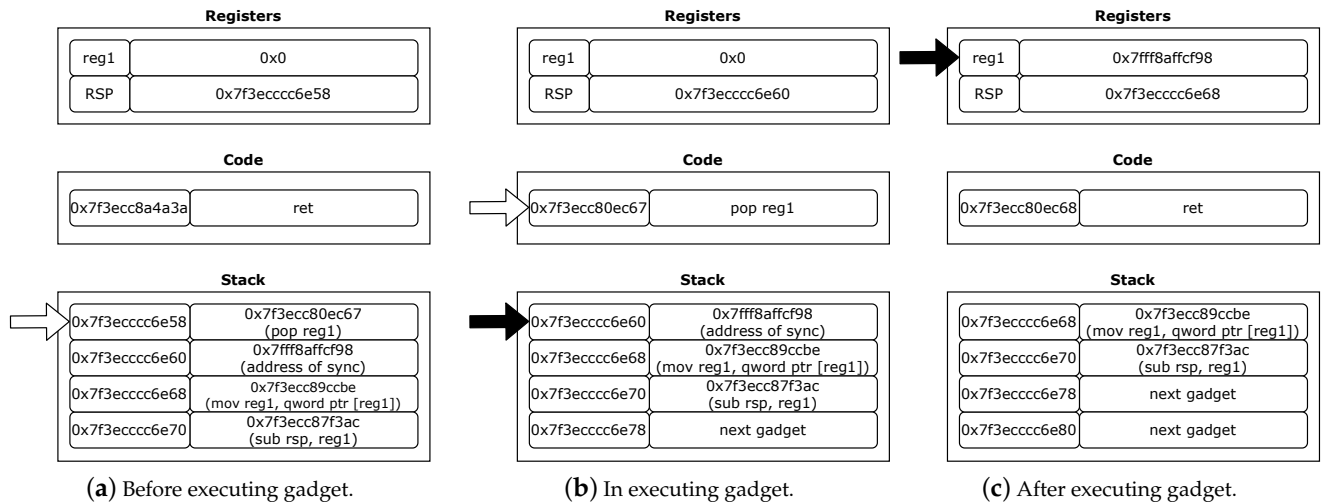 Registers
reg1
0x0
RSP
0x7f3ecccc6e58
Code
0x7f3ecc8a4a3a
ret
Stack
0x7f3ecccc6e58
0x7f3ecc80ec67
(pop reg1)
0x7f3ecccc6e60
0x7fff8affcf98
(address of sync)
0x7f3ecccc6e68
0x7f3ecc89ccbe
(mov reg1, qword ptr [reg1])
0x7f3ecccc6e70
0x7f3ecc87f3ac
(sub rsp, reg1)
(a) Before executing gadget.
Registers
reg1
0x0
RSP
0x7f3ecccc6e60
Code
0x7f3ecc80ec67
pop reg1
Stack
0x7f3ecccc6e60
0x7fff8affcf98
(address of sync)
0x7f3ecccc6e68
0x7f3ecc89ccbe
(mov reg1, qword ptr [reg1])
0x7f3ecccc6e70
0x7f3ecc87f3ac
(sub rsp, reg1)
0x7f3ecccc6e78
next gadget
(b) In executing gadget.
Registers
reg1
0x7fff8affcf98
RSP
0x7f3ecccc6e68
Code
0x7f3ecc80ec68
ret
Stack
0x7f3ecccc6e68
0x7f3ecc89ccbe
(mov reg1, qword ptr [reg1])
0x7f3ecccc6e70
0x7f3ecc87f3ac
(sub rsp, reg1)
0x7f3ecccc6e78
next gadget
0x7f3ecccc6e80
next gadget
(c) After executing gadget.